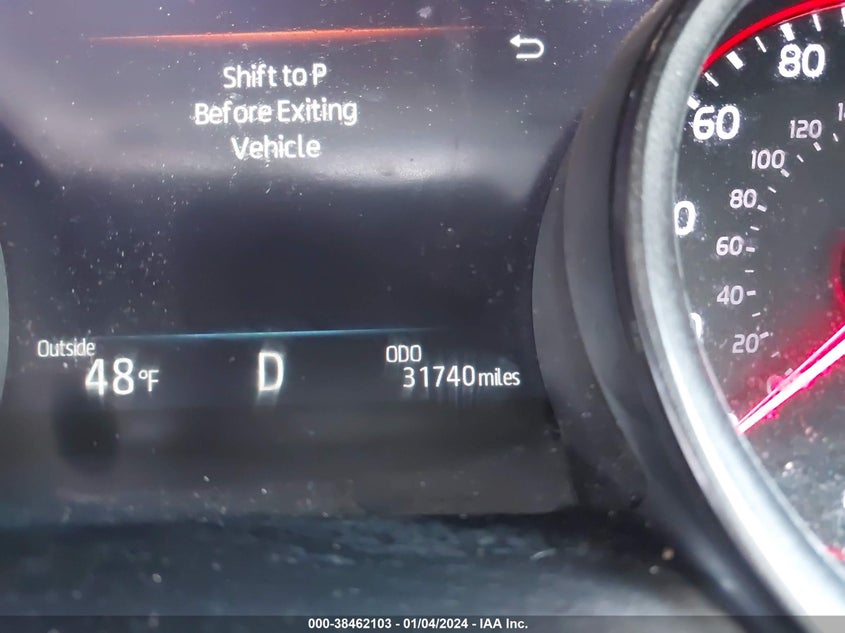 Shift to P
Before Exiting
Vehicle
Outside
48°F
D
ODO
31740 miles
80
60
120
100
80
60
40
20
000-38462103 - 01/04/2024 - IAA Inc.